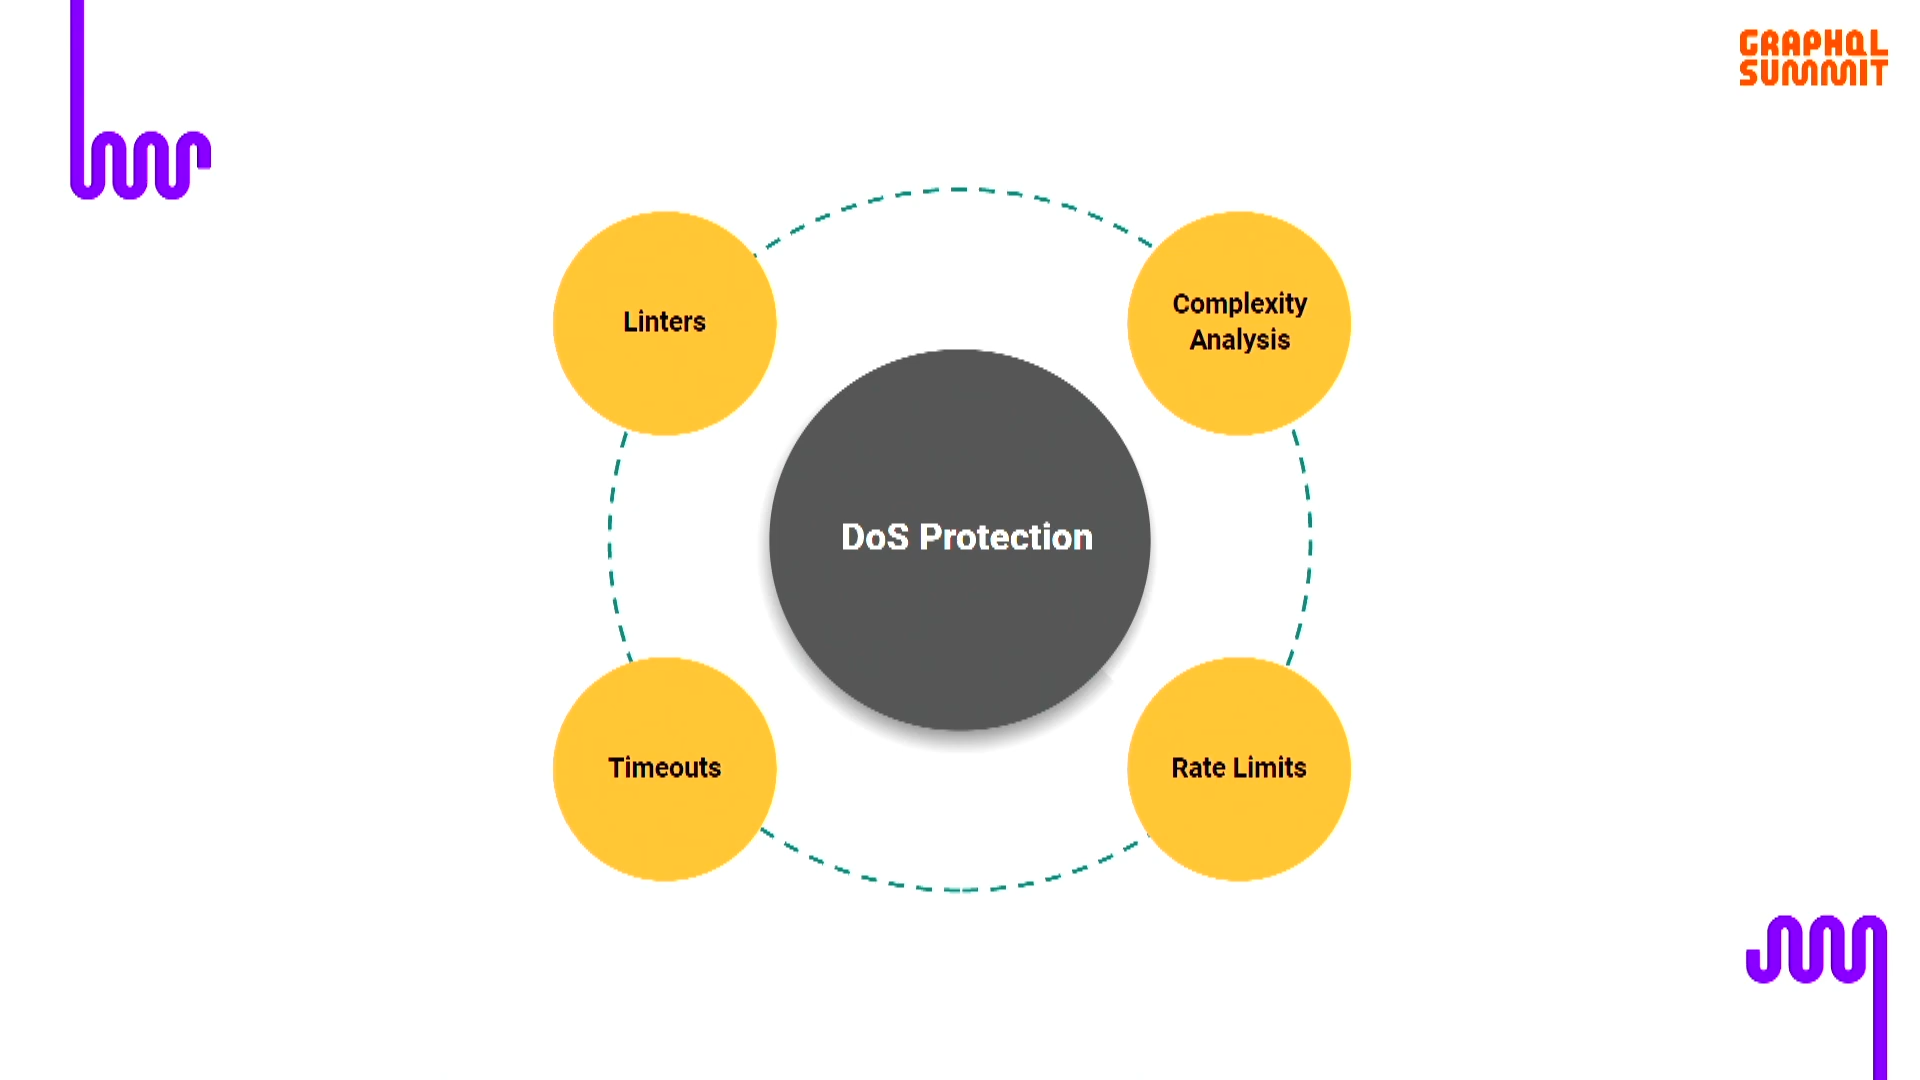 GRAPHQL
SUMMIT
Linters
Complexity
Analysis
DoS Protection
Timeouts
Rate Limits